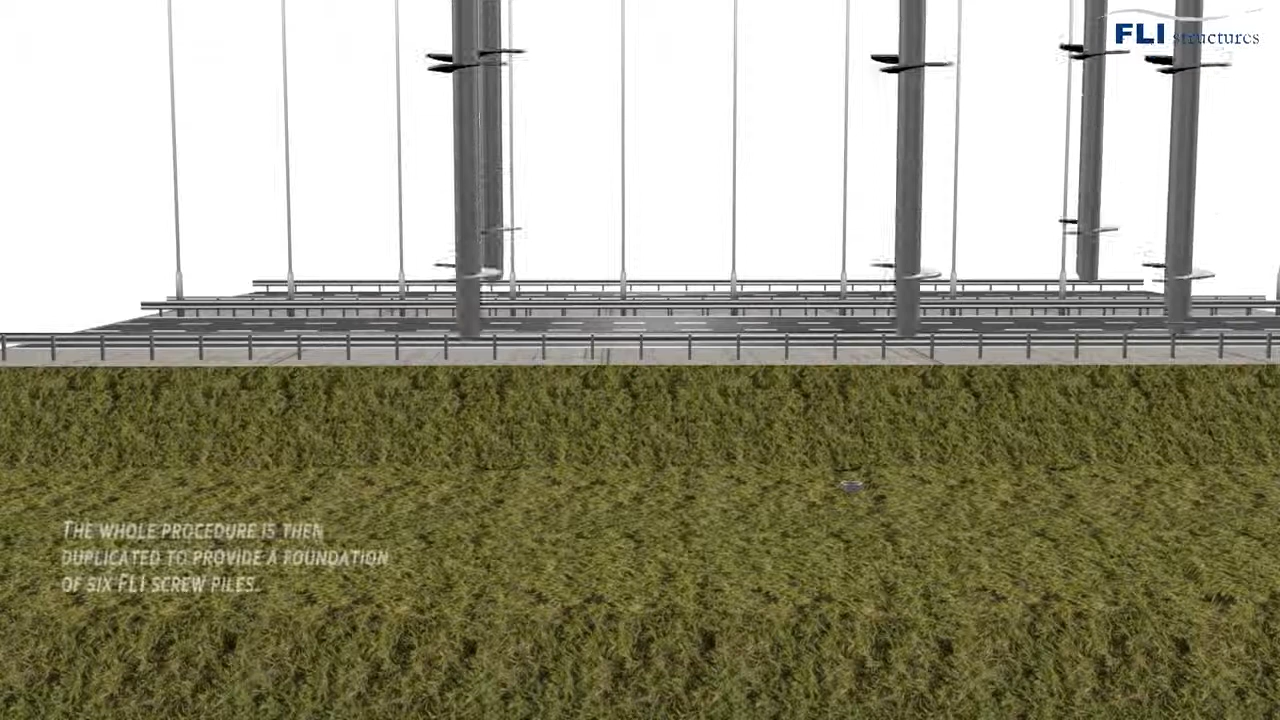 FLI structures
THE WHOLE PROCEDURE IS THEN
DUPLICATED TO PROVIDE A FOUNDATION
OF SIX FLI SCREW PILES.